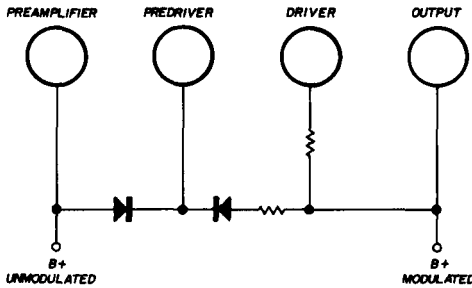 PREAMPLIFIER
PREDRIVER
DRIVER
OUTPUT
B+
UNMODULATED
B+
MODULATED